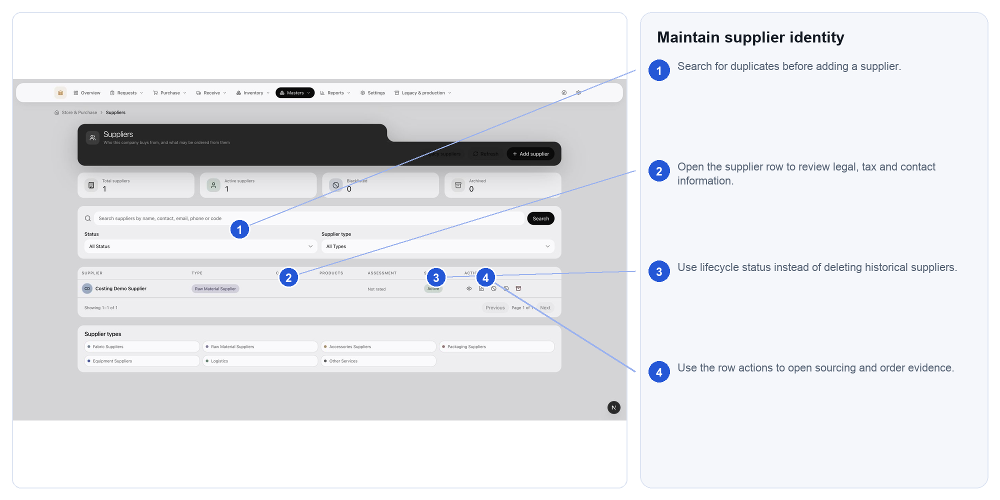 Overview Requests Purchase Receive Inventory Masters Reports Settings Legacy & production
Store & Purchase > Suppliers
Suppliers
Who this company buys from, and what may be ordered from them
suppliers Refresh + Add supplier
Total suppliers
1
Active suppliers
1
Blacklisted
0
Archived
0
Search suppliers by name, contact, email, phone or code
Search
1
Status
Supplier type
All Status
All Types
SUPPLIER TYPE PRODUCTS ASSESSMENT
2
3
4
CD Costing Demo Supplier Raw Material Supplier Not rated Active
Showing 1–1 of 1
Previous Page 1 of 1 Next
Supplier types
Fabric Suppliers Raw Material Suppliers Accessories Suppliers Packaging Suppliers
Equipment Suppliers Logistics Other Services
N
Maintain supplier identity
1 Search for duplicates before adding a supplier.
2 Open the supplier row to review legal, tax and contact
information.
3 Use lifecycle status instead of deleting historical suppliers.
4 Use the row actions to open sourcing and order evidence.